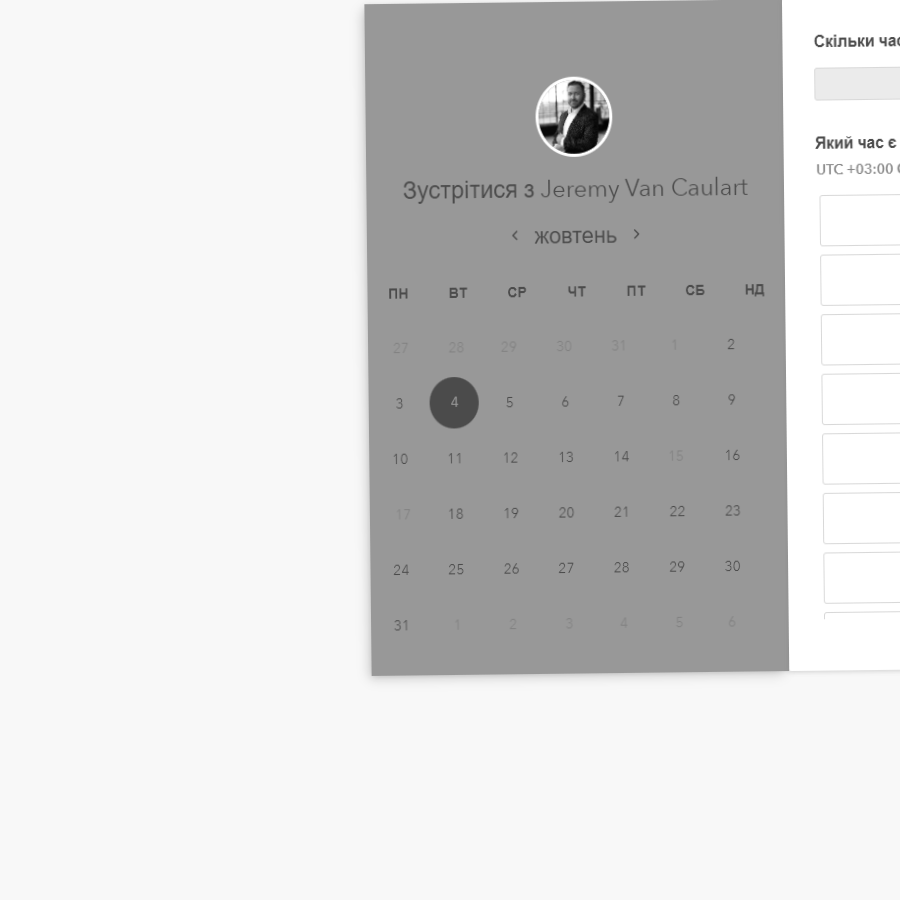 Зустрітися з Jeremy Van Caulart
‹ жовтень ›
ПН ВТ СР ЧТ ПТ СБ НД
27 28 29 30 31 1 2
3 4 5 6 7 8 9
10 11 12 13 14 15 16
17 18 19 20 21 22 23
24 25 26 27 28 29 30
31 1 2 3 4 5 6
Скільки час
Який час є
UTC +03:00